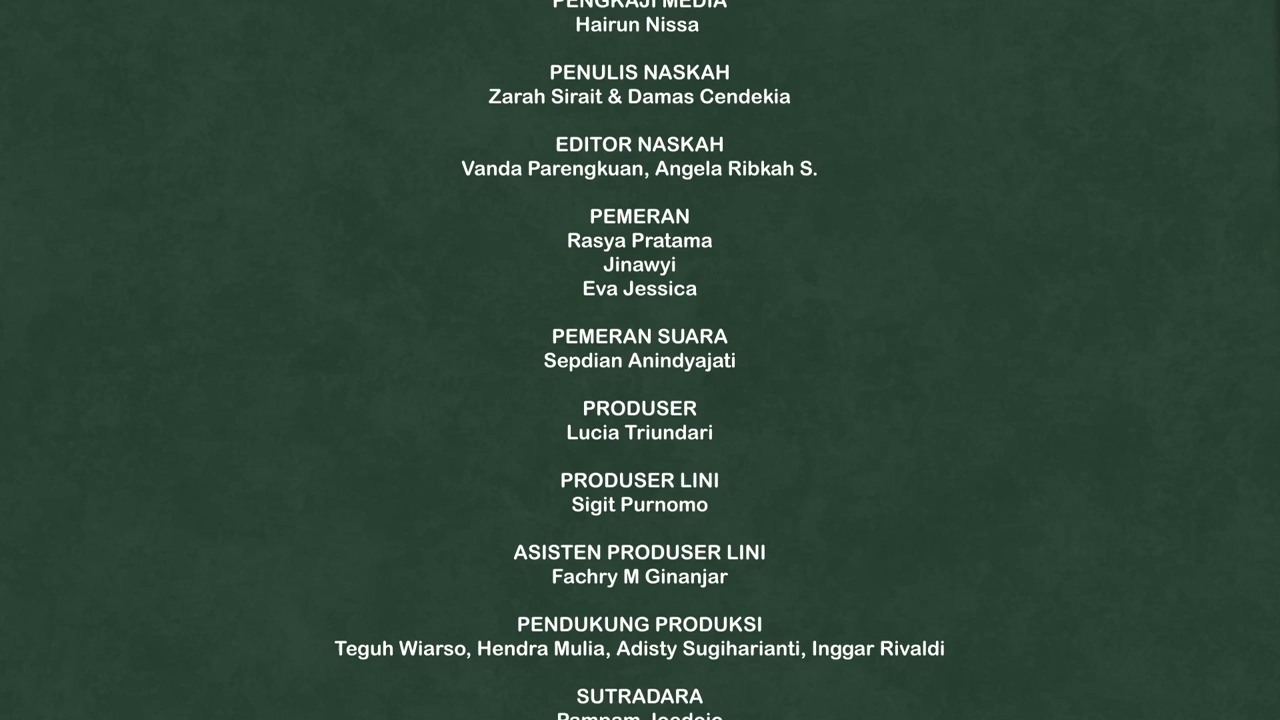 PENGKAJI MEDIA
Hairun Nissa
PENULIS NASKAH
Zarah Sirait & Damas Cendekia
EDITOR NASKAH
Vanda Parengkuan, Angela Ribkah S.
PEMERAN
Rasya Pratama
Jinawyi
Eva Jessica
PEMERAN SUARA
Sepdian Anindyajati
PRODUSER
Lucia Triundari
PRODUSER LINI
Sigit Purnomo
ASISTEN PRODUSER LINI
Fachry M Ginanjar
PENDUKUNG PRODUKSI
Teguh Wiarso, Hendra Mulia, Adisty Sugiharianti, Inggar Rivaldi
SUTRADARA